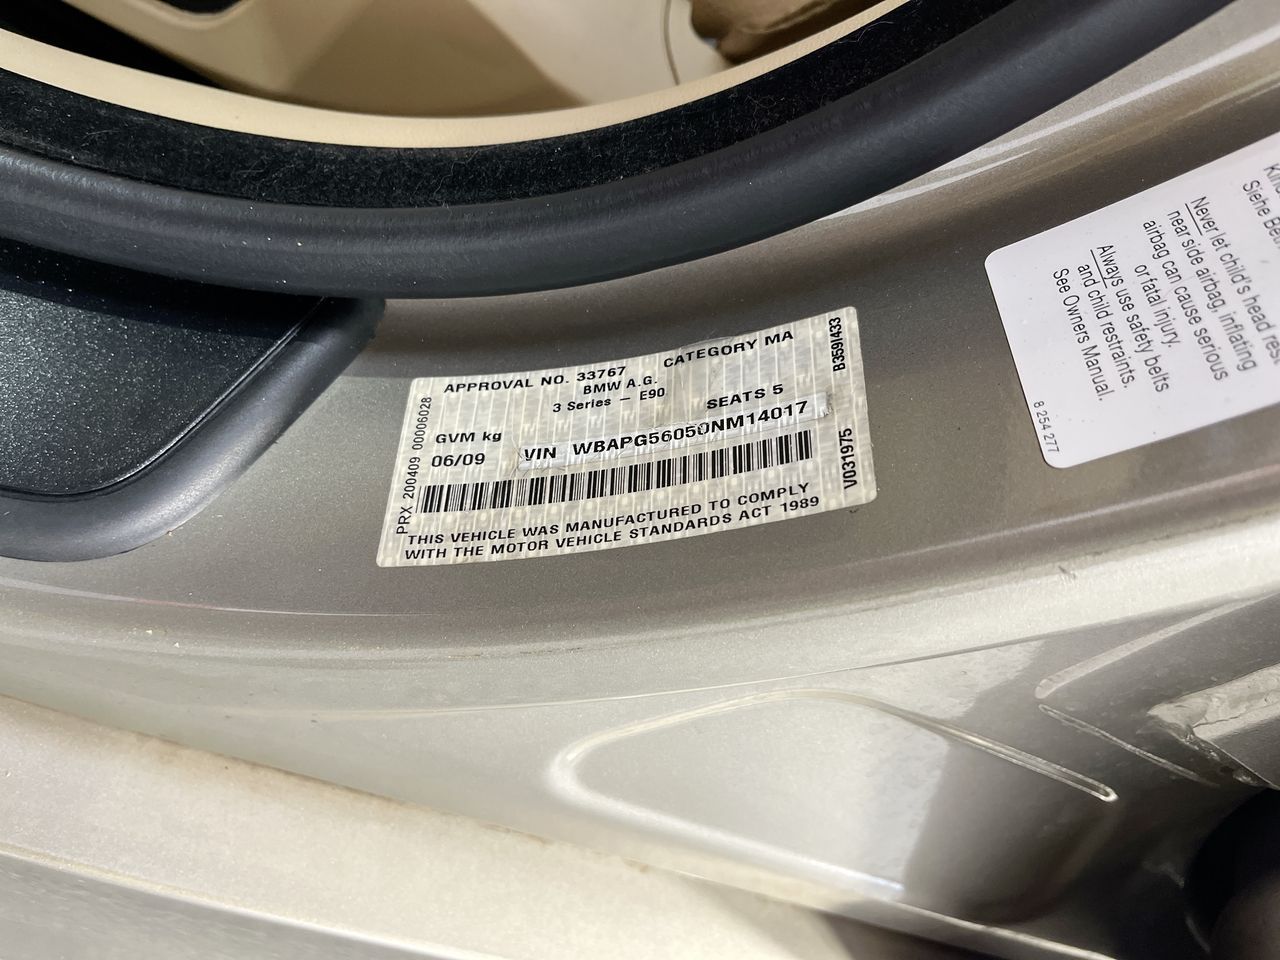 APPROVAL NO. 33767 CATEGORY MA
BMW A.G.
3 Series – E90
GVM kg SEATS 5
06/09 VIN WBAPG56050NM14017
THIS VEHICLE WAS MANUFACTURED TO COMPLY
WITH THE MOTOR VEHICLE STANDARDS ACT 1989
PRX 200409 00006028
V0319775 B359I433
Siehe
Never let child's head
near side airbag, inflating
airbag can cause serious
or fatal injury.
Always use safety belts
and child restraints.
See Owners Manual.
8 254 277